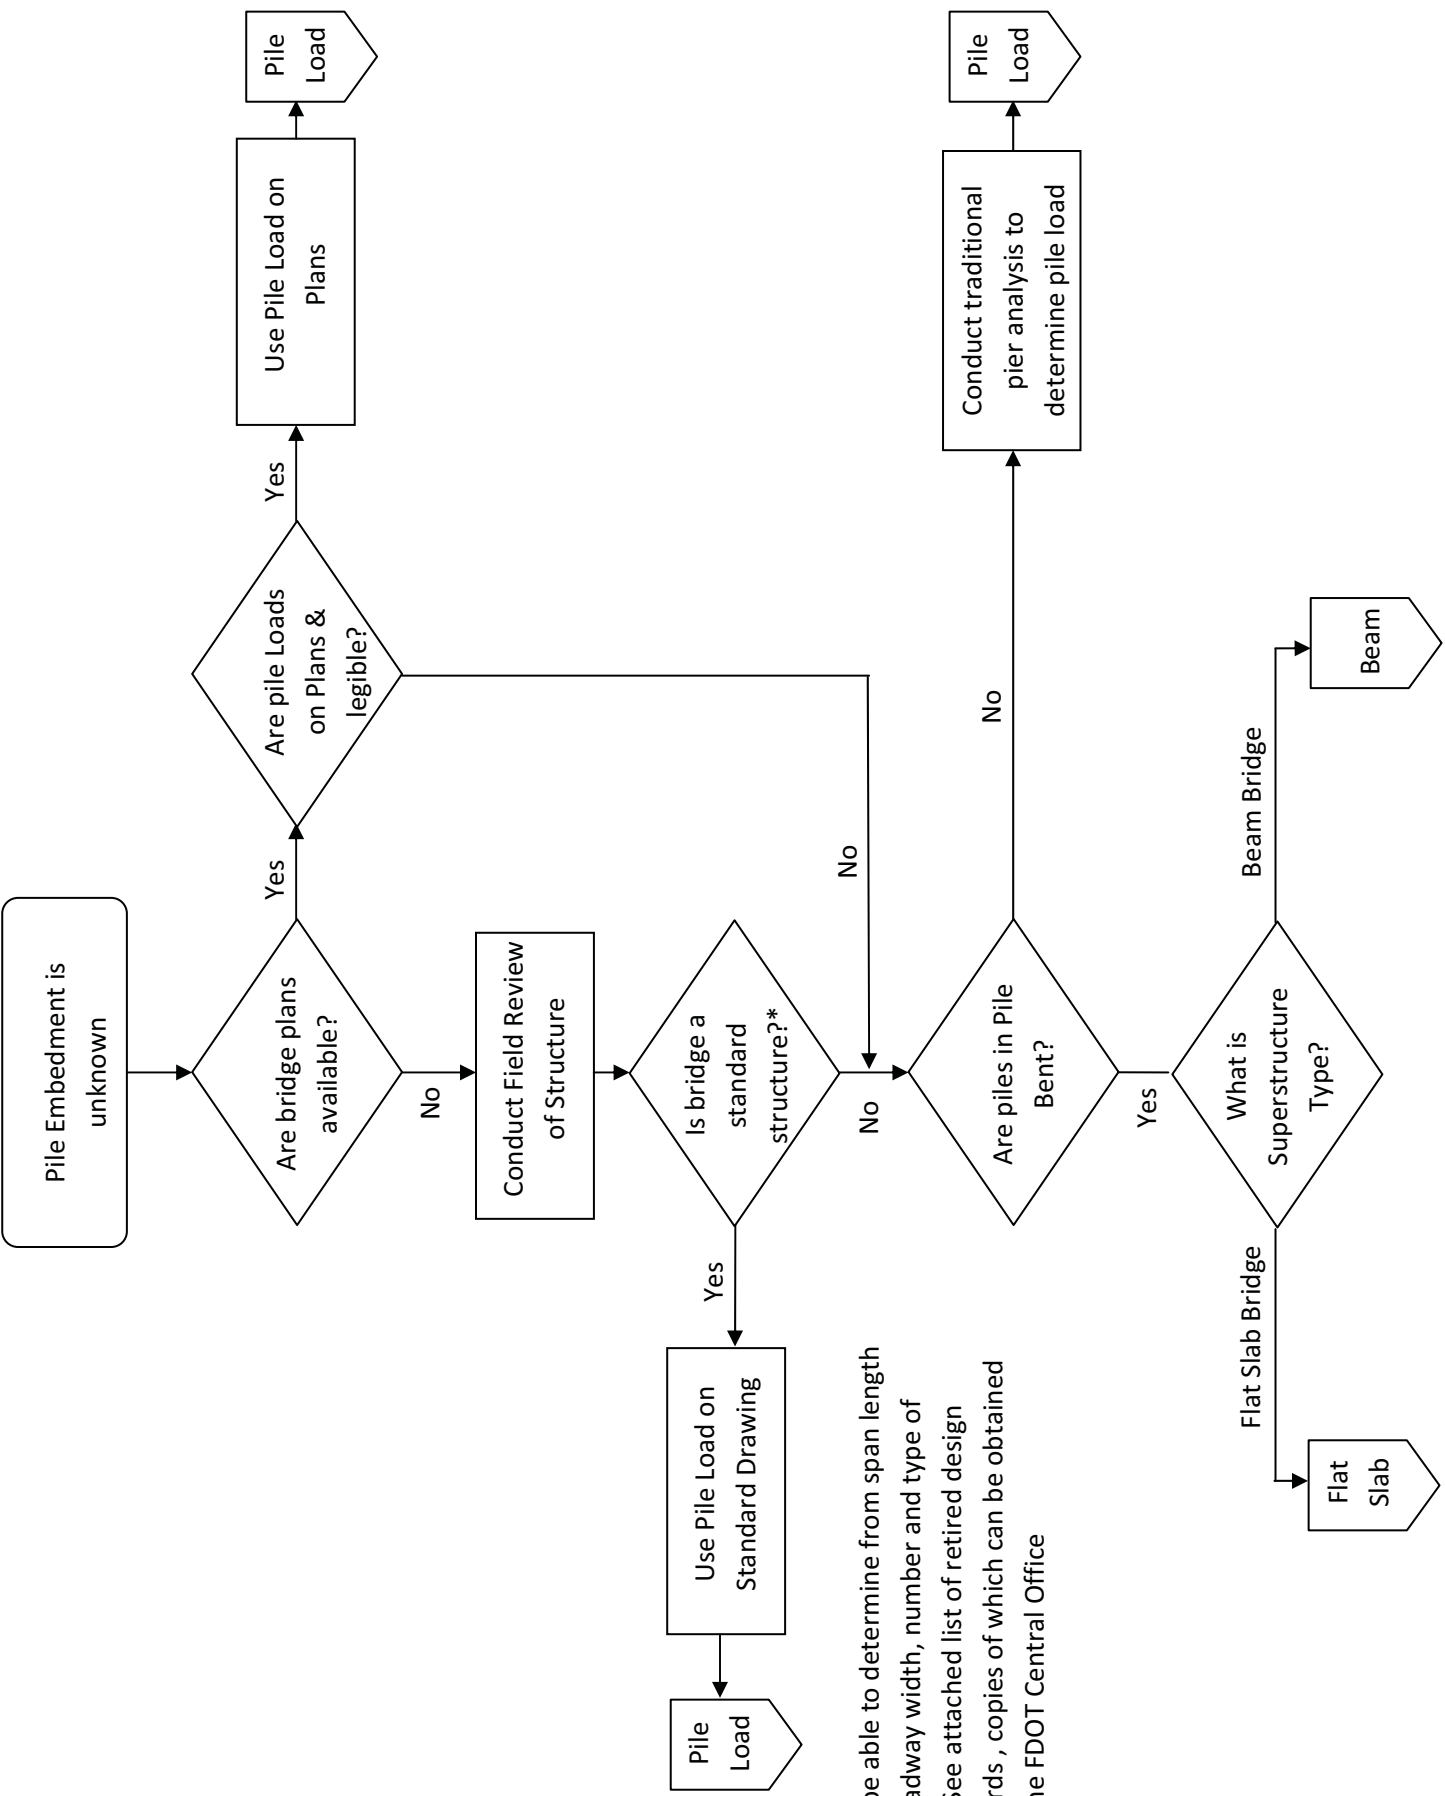 Pile Embedment is
unknown
Are bridge plans
available?
Yes
Are pile Loads
on Plans &
legible?
Yes
Use Pile Load on
Plans
Pile
Load
No
Conduct Field Review
of Structure
Is bridge a
standard
structure?*
Yes
Use Pile Load on
Standard Drawing
Pile
Load
No
No
Are piles in Pile
Bent?
No
Conduct traditional
pier analysis to
determine pile load
Pile
Load
Yes
What is
Superstructure
Type?
Flat Slab Bridge
Flat
Slab
Beam Bridge
Beam
be able to determine from span length
width, number and type of
See attached list of retired design
, copies of which can be obtained
FDOT Central Office